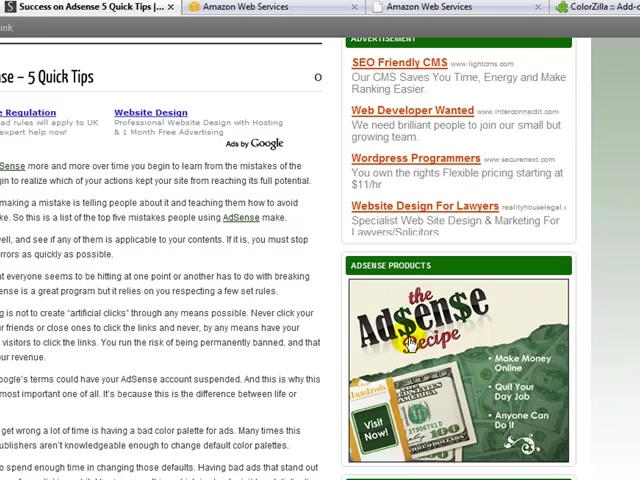 Success on Adsense 5 Quick Tips |...
Amazon Web Services
Amazon Web Services
ColorZilla :: Add-o
ink
nse – 5 Quick Tips
0
e Regulation
ad rules will apply to UK
expert help now!
Website Design
Professional Website Design with Hosting
& 1 Month Free Advertising
Ads by Google
Sense more and more over time you begin to learn from the mistakes of the
gin to realize which of your actions kept your site from reaching its full potential.
making a mistake is telling people about it and teaching them how to avoid
ke. So this is a list of the top five mistakes people using AdSense make.
well, and see if any of them is applicable to your contents. If it is, you must stop
errors as quickly as possible.
at everyone seems to be hitting at one point or another has to do with breaking
ense is a great program but it relies on you respecting a few set rules.
ng is not to create “artificial clicks” through any means possible. Never click your
ur friends or close ones to click the links and never, by any means have your
visitors to click the links. You run the risk of being permanently banned, and that
our revenue.
oogle's terms could have your AdSense account suspended. And this is why this
most important one of all. It's because this is the difference between life or
get wrong a lot of time is having a bad color palette for ads. Many times this
ublishers aren't knowledgeable enough to change default color palettes.
o spend enough time in changing those defaults. Having bad ads that stand out
ADVERTISEMENT
SEO Friendly CMS www.lightcms.com
Our CMS Saves You Time, Energy and Make
Ranking Easier.
Web Developer Wanted www.interconnectit.com
We need brilliant people to join our small but
growing team.
Wordpress Programmers www.securenext.com
You own the rights Flexible pricing starting at
$11/hr
Website Design For Lawyers realityhouselegal.c
Specialist Web Site Design & Marketing For
Lawyers/Solicitors
ADSENSE PRODUCTS
the
Ad$en$e
Recipe
• Make Money
Online
• Quit Your
Day Job
• Anyone Can
Do It
Visit
Now!
100